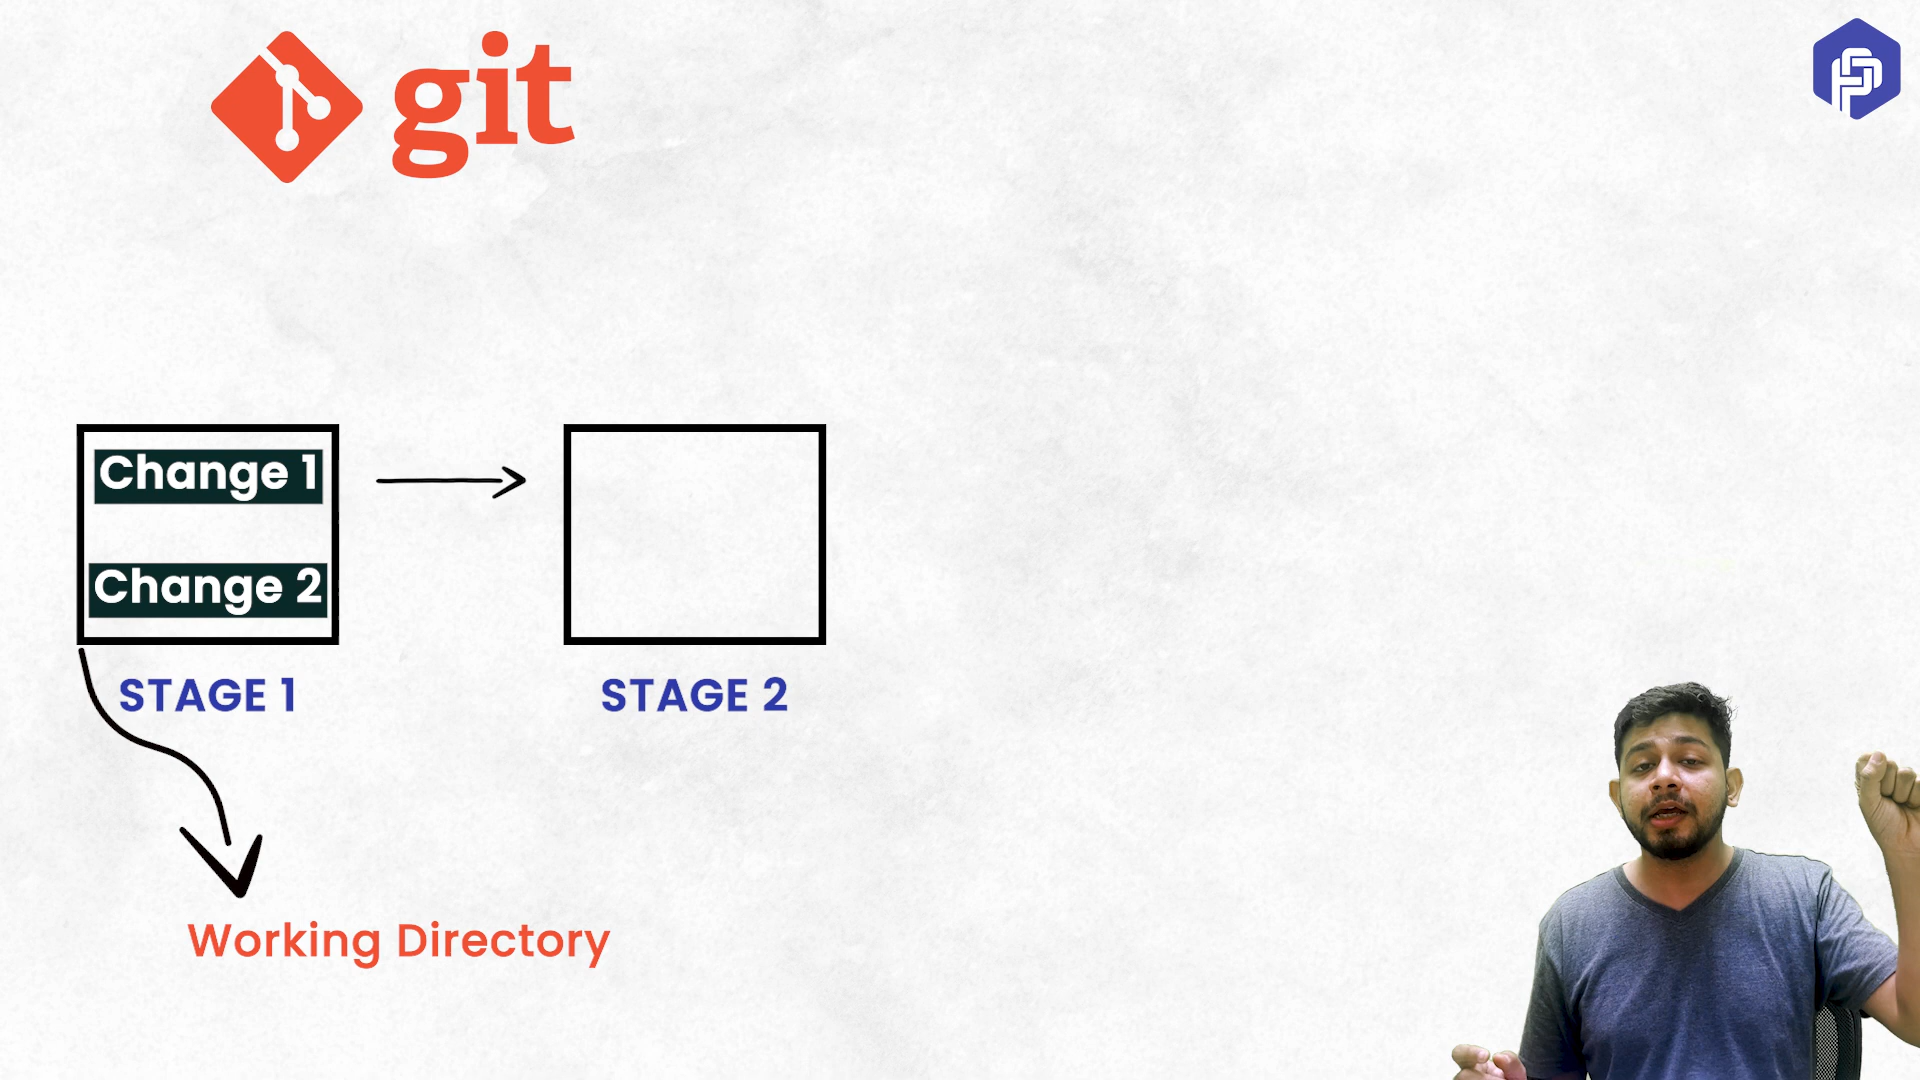 git
Change 1
Change 2
STAGE 1
STAGE 2
Working Directory